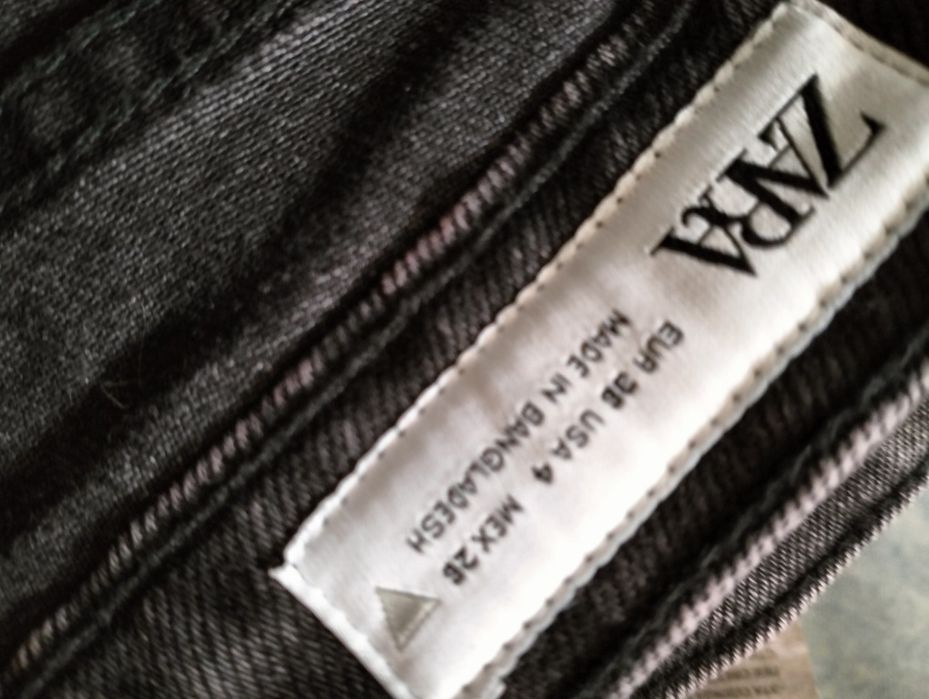 ZARA
EUR 36 USA 4 MEX 26
MADE IN BANGLADESH